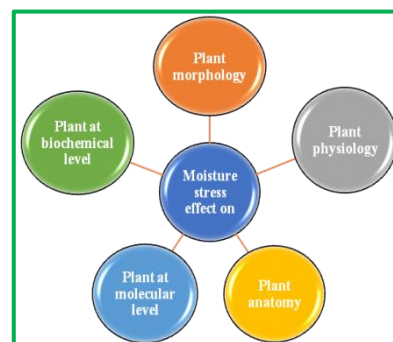 Plant
morphology
Plant at
biochemical
level
Plant
physiology
Moisture
stress
effect on
Plant at
molecular
level
Plant
anatomy